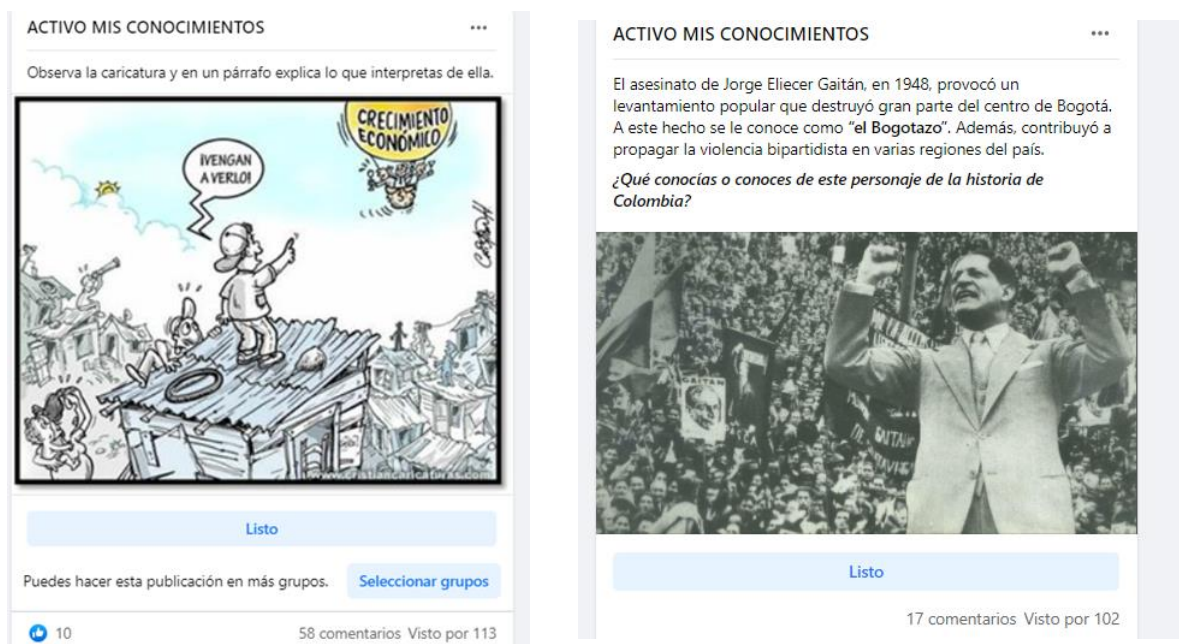 ACTIVO MIS CONOCIMIENTOS
Observa la caricatura y en un párrafo explica lo que interpretas de ella.
CRECIMIENTO
ECONÓMICO
¡VENGAN
A VERLO!
www.cristiancaricaturas.com
Listo
Puedes hacer esta publicación en más grupos.
Seleccionar grupos
10
58 comentarios Visto por 113
ACTIVO MIS CONOCIMIENTOS
El asesinato de Jorge Eliecer Gaitán, en 1948, provocó un
levantamiento popular que destruyó gran parte del centro de Bogotá.
A este hecho se le conoce como "el Bogotazo". Además, contribuyó a
propagar la violencia bipartidista en varias regiones del país.
¿Qué conocías o conoces de este personaje de la historia de
Colombia?
GAITAN
Listo
17 comentarios Visto por 102